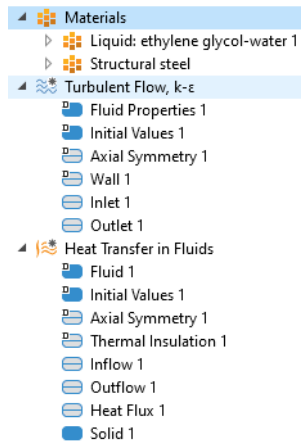 Materials
Liquid: ethylene glycol-water 1
Structural steel
Turbulent Flow, k-ε
Fluid Properties 1
Initial Values 1
Axial Symmetry 1
Wall 1
Inlet 1
Outlet 1
Heat Transfer in Fluids
Fluid 1
Initial Values 1
Axial Symmetry 1
Thermal Insulation 1
Inflow 1
Outflow 1
Heat Flux 1
Solid 1